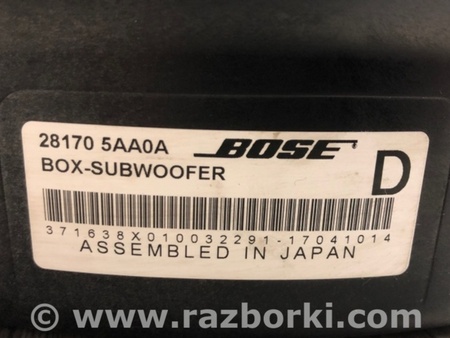 28170 5AA0A BOSE
BOX-SUBWOOFER D
371638X010032291-17041014
ASSEMBLED IN JAPAN
© www.razborki.com